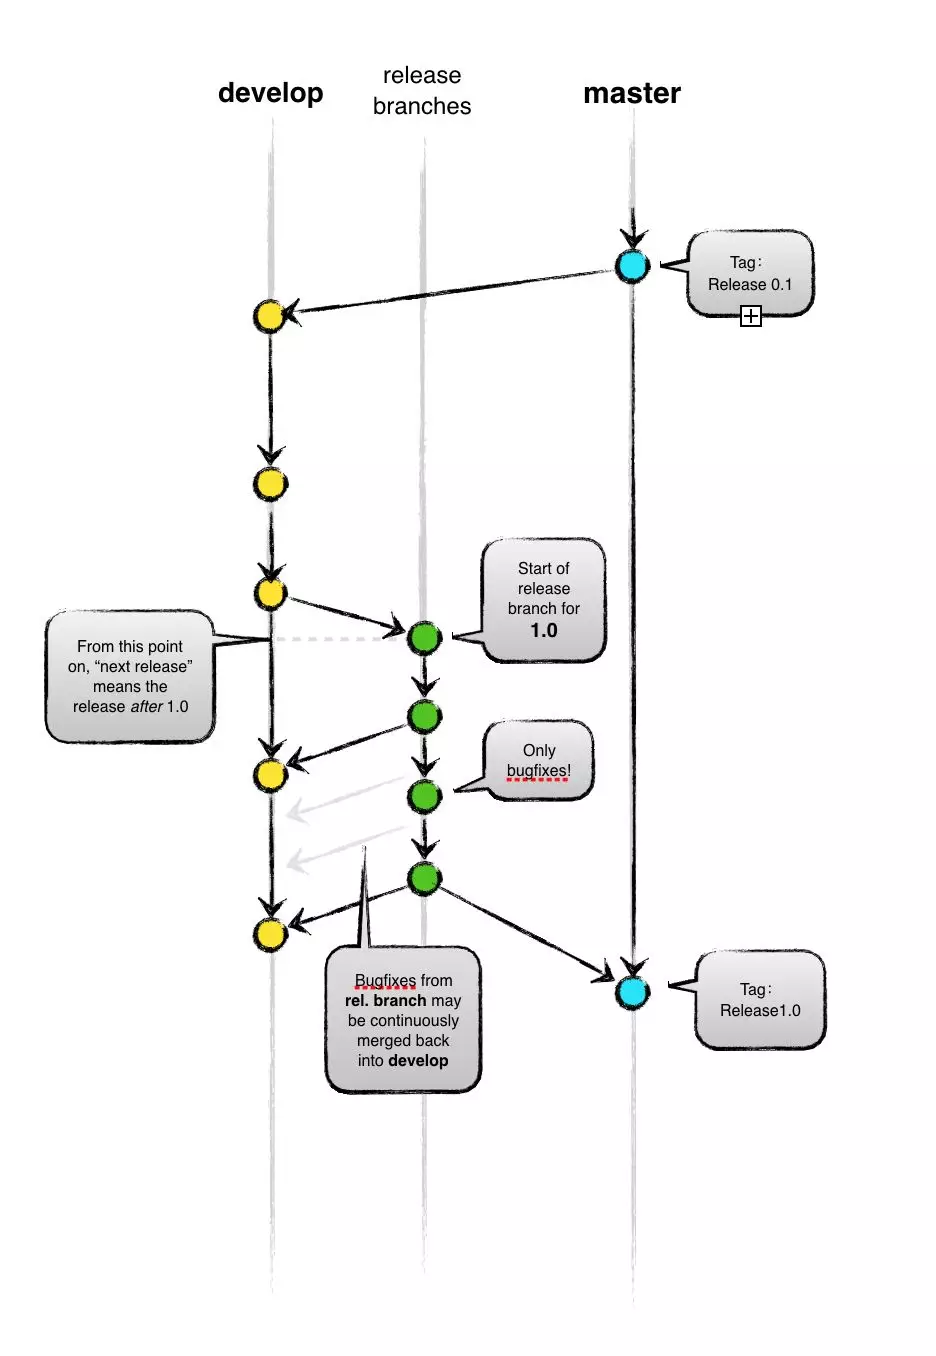 release
develop
branches
master
Tag:
Release 0.1
Start of
release
branch for
1.0
From this point
on, “next release”
means the
release after 1.0
Only
bugfixes!
Bugfixes from
rel. branch may
be continuously
merged back
into develop
Tag:
Release1.0